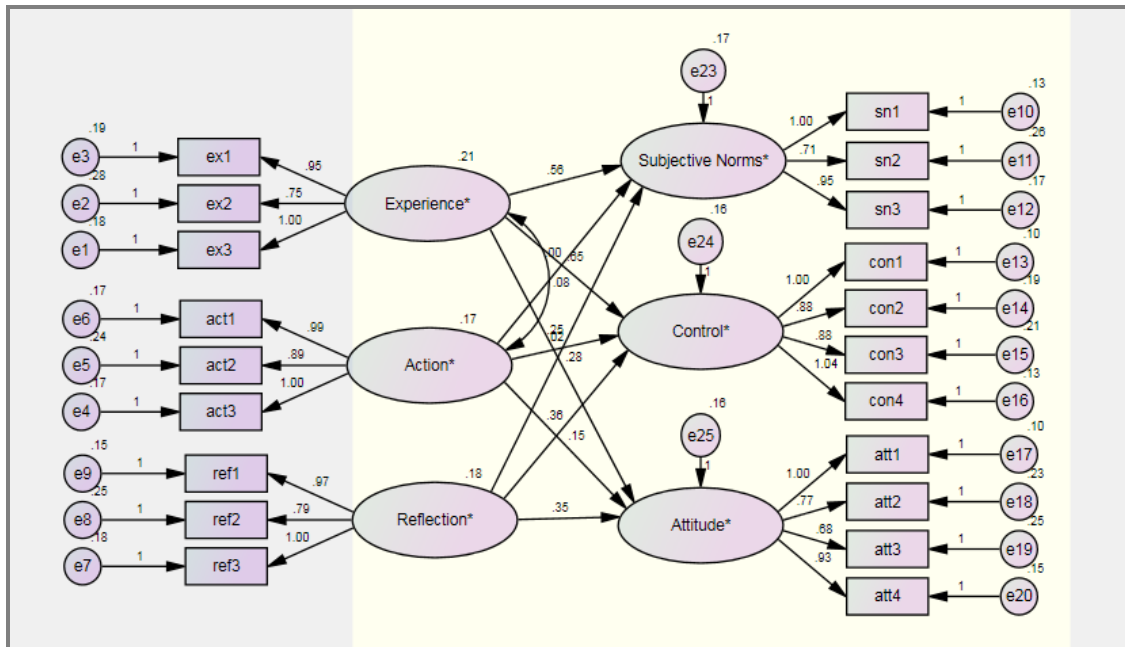 .19
e3
1
ex1
.95
.28
e2
1
ex2
.75
.18
e1
1
ex3
1.00
.17
e6
1
act1
.99
.24
e5
1
act2
.89
.17
e4
1
act3
1.00
.15
e9
1
ref1
.97
.25
e8
1
ref2
.79
.18
e7
1
ref3
1.00
.21
Experience*
.17
Action*
.18
Reflection*
.56
.65
.08
.28
.36
.15
.35
.17
e23
1
Subjective Norms*
.16
e24
1
Control*
.16
e25
1
Attitude*
1.00
sn1
1
.13
e10
.71
sn2
1
.26
e11
.95
sn3
1
.17
e12
1.00
con1
1
.10
e13
.88
con2
1
.19
e14
.88
con3
1
.21
e15
1.04
con4
1
.13
e16
1.00
att1
1
.10
e17
.77
att2
1
.23
e18
.68
att3
1
.25
e19
.93
att4
1
.15
e20